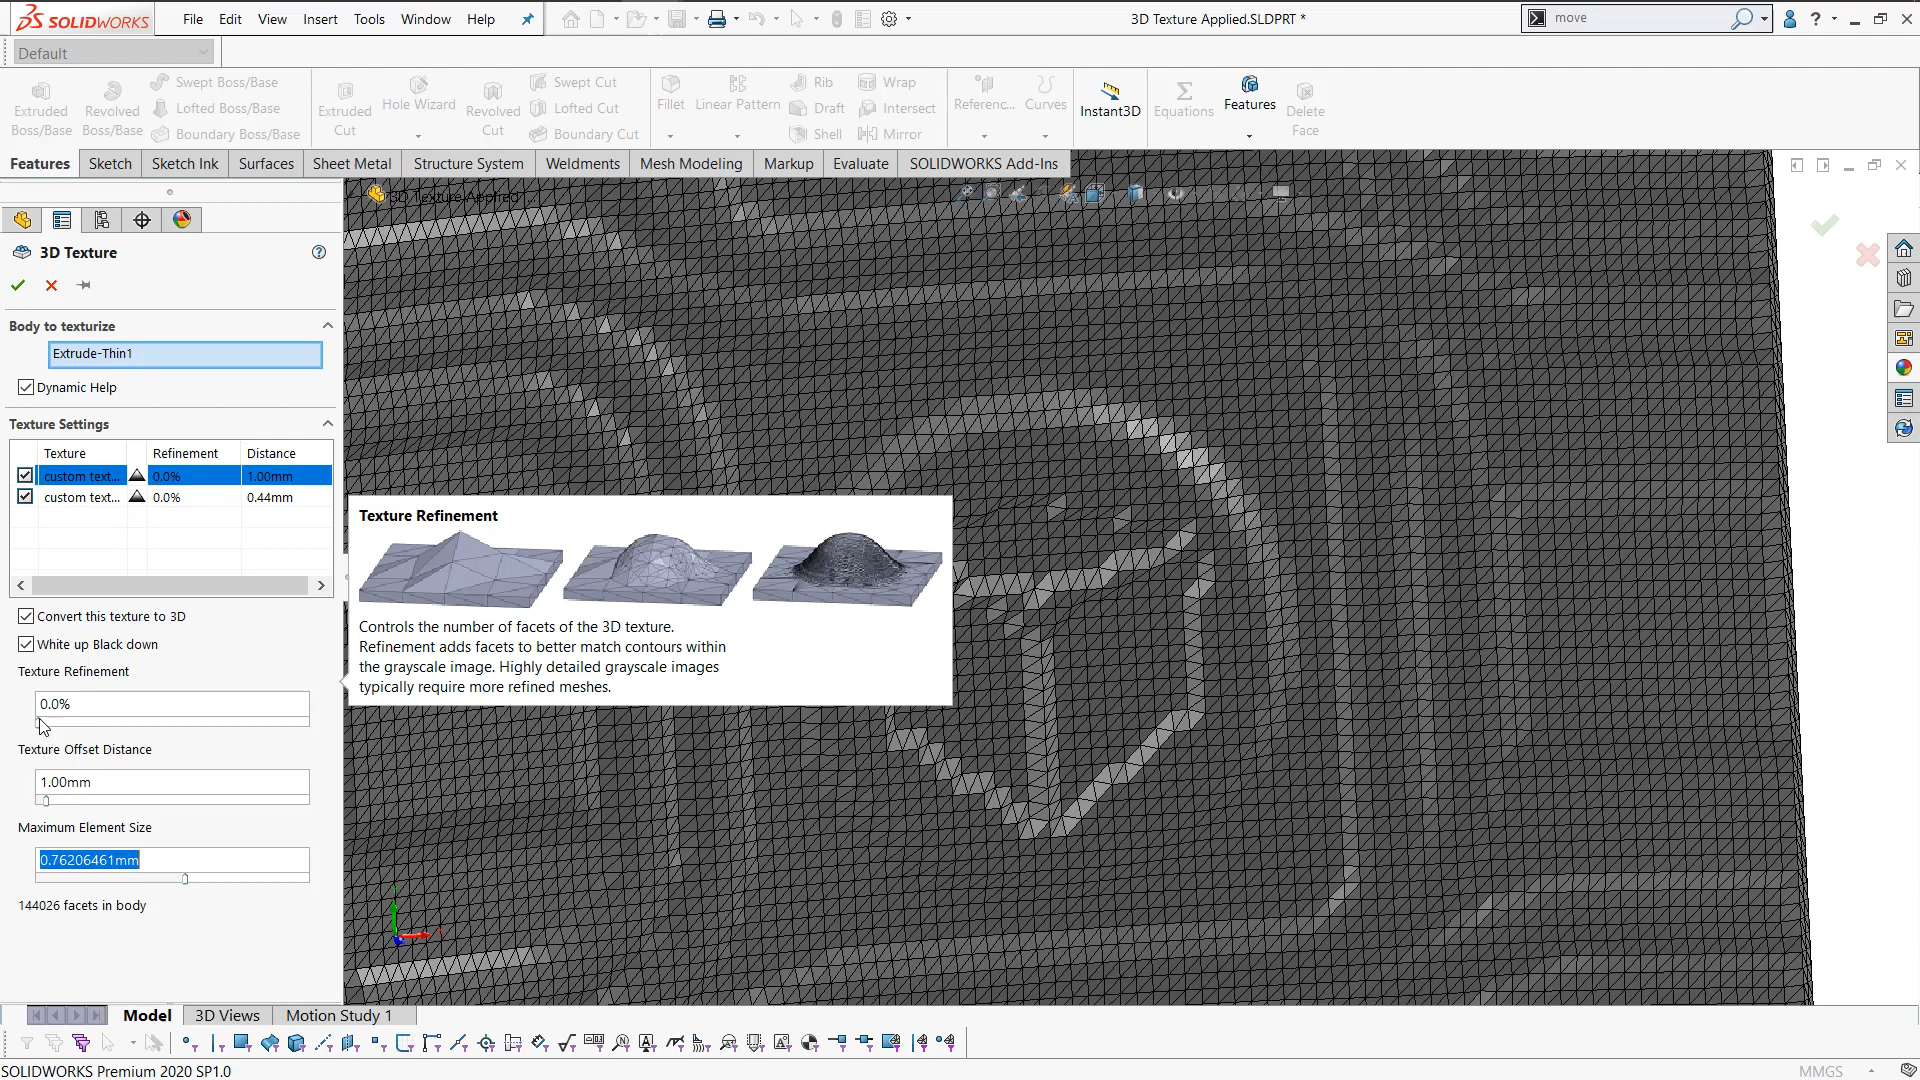 SOLIDWORKS
File Edit View Insert Tools Window Help
3D Texture Applied.SLDPRT *
move
Default
Extruded Boss/Base
Revolved Boss/Base
Swept Boss/Base
Lofted Boss/Base
Boundary Boss/Base
Extruded Cut
Hole Wizard
Revolved Cut
Swept Cut
Lofted Cut
Boundary Cut
Fillet
Linear Pattern
Rib
Draft
Shell
Wrap
Intersect
Mirror
Referenc...
Curves
Instant3D
Equations
Features
Delete Face
Features Sketch Sketch Ink Surfaces Sheet Metal Structure System Weldments Mesh Modeling Markup Evaluate SOLIDWORKS Add-Ins
3D Texture Applied
3D Texture
Body to texturize
Extrude-Thin1
Dynamic Help
Texture Settings
Texture Refinement Distance
custom text... 0.0% 1.00mm
custom text... 0.0% 0.44mm
Convert this texture to 3D
White up Black down
Texture Refinement
0.0%
Texture Offset Distance
1.00mm
Maximum Element Size
0.76206461mm
144026 facets in body
Texture Refinement
Controls the number of facets of the 3D texture.
Refinement adds facets to better match contours within
the grayscale image. Highly detailed grayscale images
typically require more refined meshes.
Model 3D Views Motion Study 1
SOLIDWORKS Premium 2020 SP1.0
MMGS